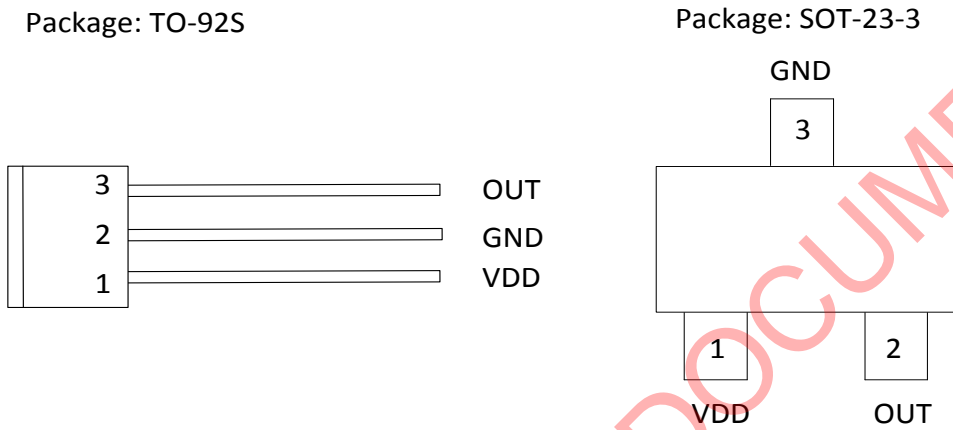 Package: TO-92S
3
2
1
OUT
GND
VDD
Package: SOT-23-3
GND
3
1
2
VDD
OUT
DOCUME